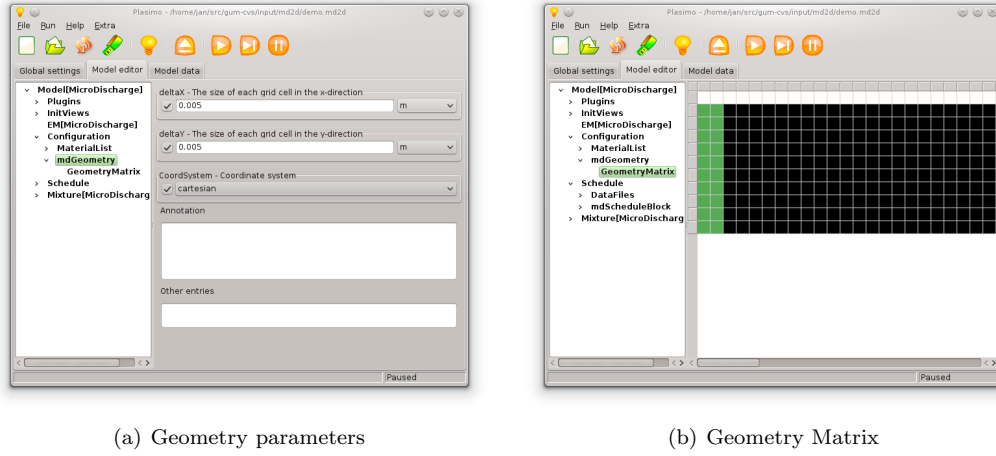 Plasimo - /home/jan/src/gum-cvs/input/md2d/demo.md2d
File Run Help Extra
Global settings Model editor Model data
Model[MicroDischarge]
Plugins
InitViews
EM[MicroDischarge]
Configuration
MaterialList
mdGeometry
GeometryMatrix
Schedule
Mixture[MicroDischarg
deltaX - The size of each grid cell in the x-direction
0.005 m
deltaY - The size of each grid cell in the y-direction
0.005 m
CoordSystem - Coordinate system
cartesian
Annotation
Other entries
Paused
(a) Geometry parameters
Plasimo - /home/jan/src/gum-cvs/input/md2d/demo.md2d
File Run Help Extra
Global settings Model editor Model data
Model[MicroDischarge]
Plugins
InitViews
EM[MicroDischarge]
Configuration
MaterialList
mdGeometry
GeometryMatrix
Schedule
DataFiles
mdScheduleBlock
Mixture[MicroDischarg
Paused
(b) Geometry Matrix